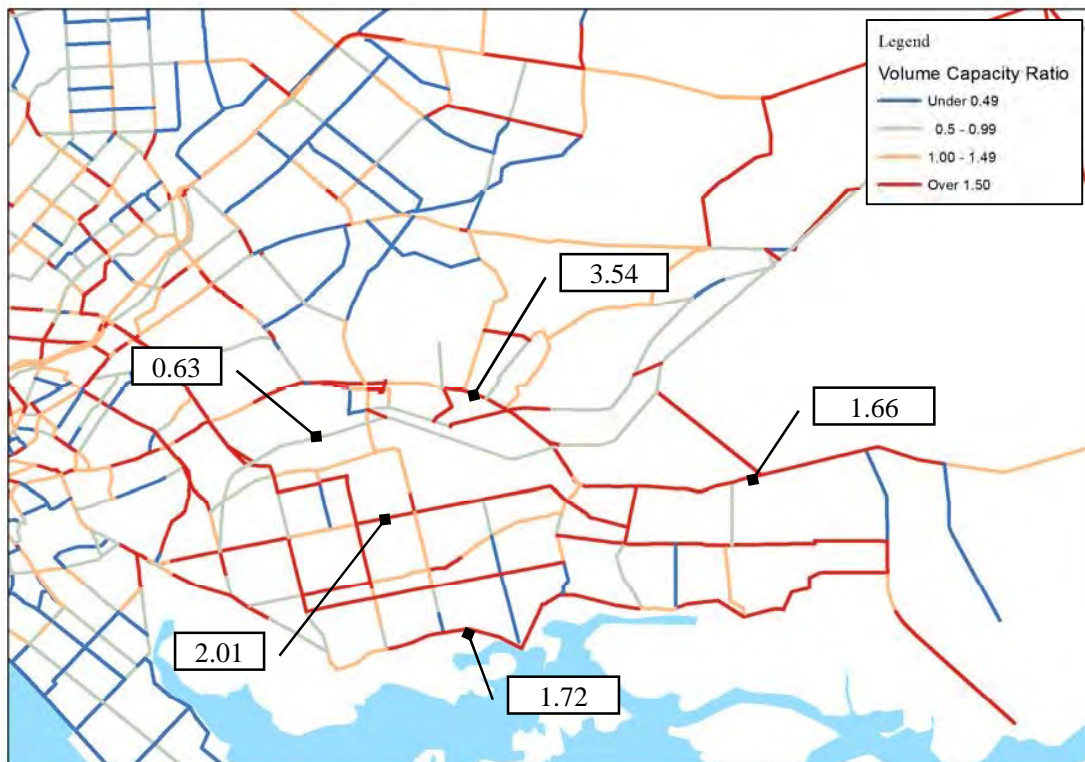 Legend
Volume Capacity Ratio
Under 0.49
0.5 - 0.99
1.00 - 1.49
Over 1.50
3.54
0.63
1.66
2.01
1.72